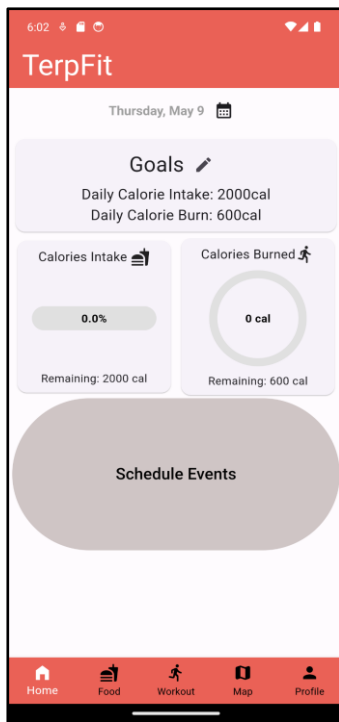 6:02
TerpFit
Thursday, May 9
Goals
Daily Calorie Intake: 2000cal
Daily Calorie Burn: 600cal
Calories Intake
0.0%
Remaining: 2000 cal
Calories Burned
0 cal
Remaining: 600 cal
Schedule Events
Home
Food
Workout
Map
Profile